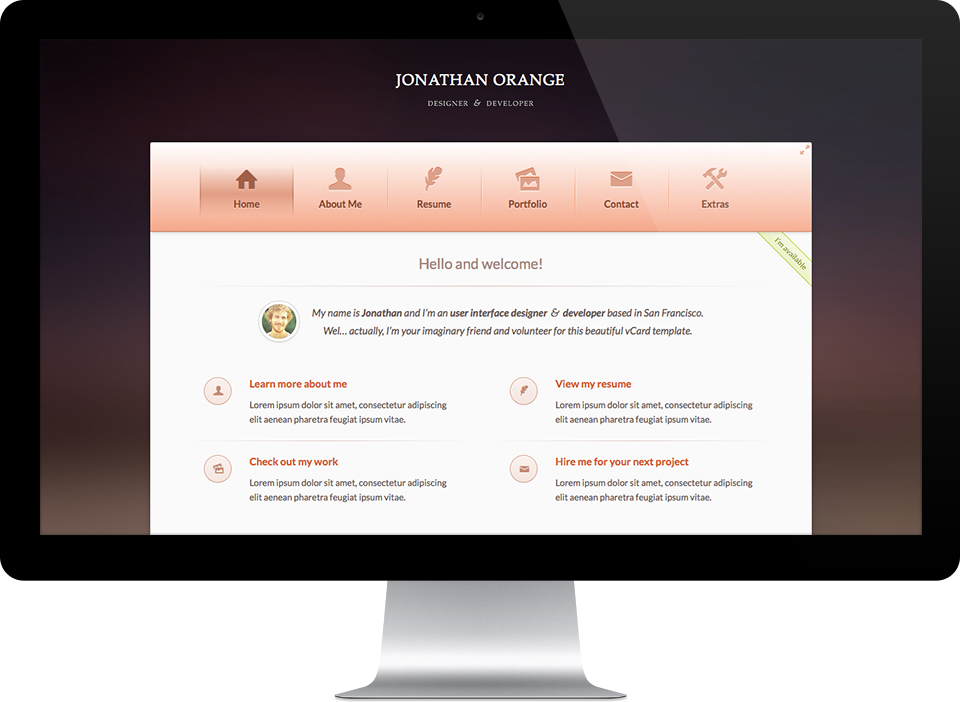 JONATHAN ORANGE
DESIGNER & DEVELOPER
Home About Me Resume Portfolio Contact Extras
I'm available
Hello and welcome!
My name is Jonathan and I'm an user interface designer & developer based in San Francisco.
Wel... actually, I'm your imaginary friend and volunteer for this beautiful vCard template.
Learn more about me
Lorem ipsum dolor sit amet, consectetur adipiscing
elit aenean pharetra feugiat ipsum vitae.
View my resume
Lorem ipsum dolor sit amet, consectetur adipiscing
elit aenean pharetra feugiat ipsum vitae.
Check out my work
Lorem ipsum dolor sit amet, consectetur adipiscing
elit aenean pharetra feugiat ipsum vitae.
Hire me for your next project
Lorem ipsum dolor sit amet, consectetur adipiscing
elit aenean pharetra feugiat ipsum vitae.